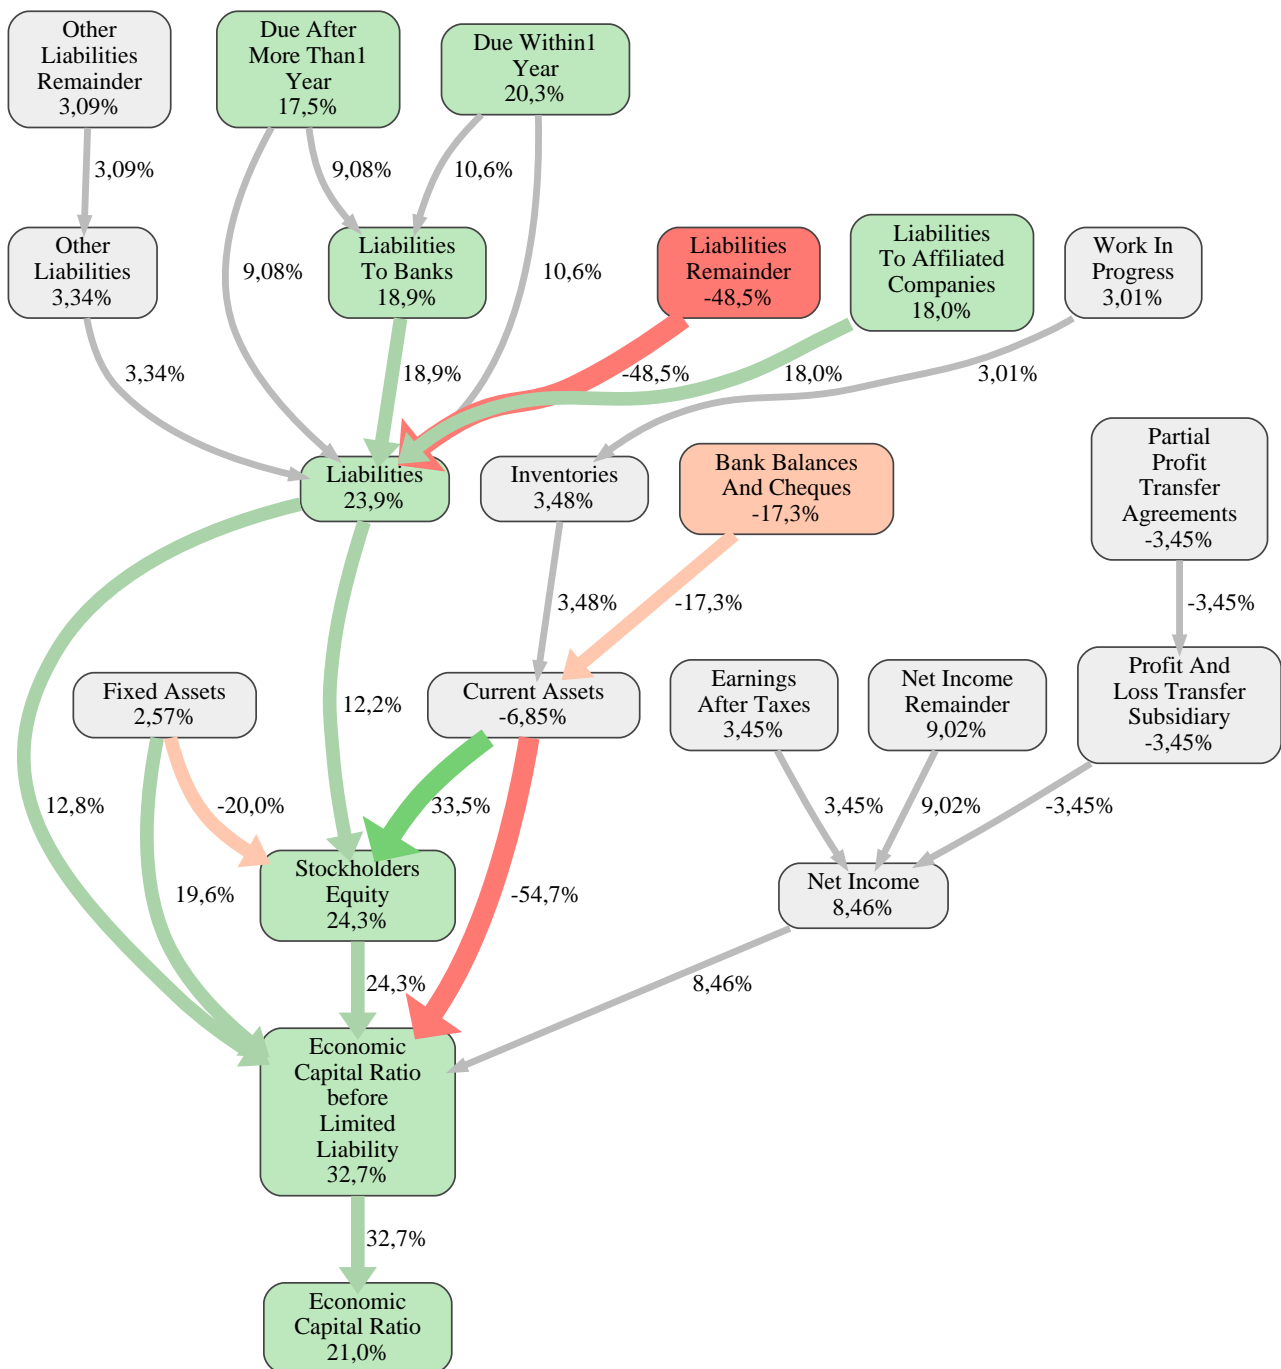 Other
Liabilities
Remainder
3,09%
Due After
More Than1
Year
17,5%
Due Within1
Year
20,3%
3,09%
9,08%
10,6%
Other
Liabilities
3,34%
9,08%
Liabilities
To Banks
18,9%
10,6%
Liabilities
Remainder
-48,5%
Liabilities
To Affiliated
Companies
18,0%
Work In
Progress
3,01%
3,34%
18,9%
-48,5%
18,0%
3,01%
Liabilities
23,9%
Inventories
3,48%
Bank Balances
And Cheques
-17,3%
Partial
Profit
Transfer
Agreements
-3,45%
3,48%
-17,3%
-3,45%
Fixed Assets
2,57%
12,2%
Current Assets
-6,85%
Earnings
After Taxes
3,45%
Net Income
Remainder
9,02%
Profit And
Loss Transfer
Subsidiary
-3,45%
12,8%
-20,0%
33,5%
3,45%
9,02%
-3,45%
19,6%
Stockholders
Equity
24,3%
-54,7%
Net Income
8,46%
24,3%
8,46%
Economic
Capital Ratio
before
Limited
Liability
32,7%
32,7%
Economic
Capital Ratio
21,0%